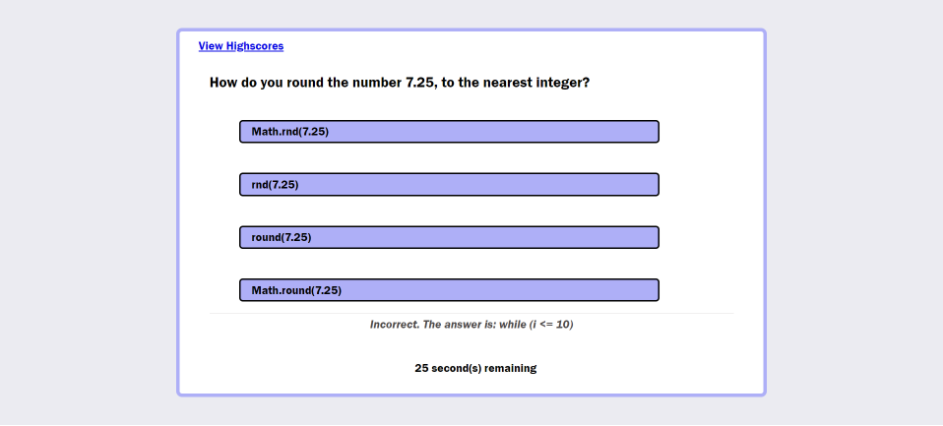 View Highscores
How do you round the number 7.25, to the nearest integer?
Math.rnd(7.25)
rnd(7.25)
round(7.25)
Math.round(7.25)
Incorrect. The answer is: while (i <= 10)
25 second(s) remaining